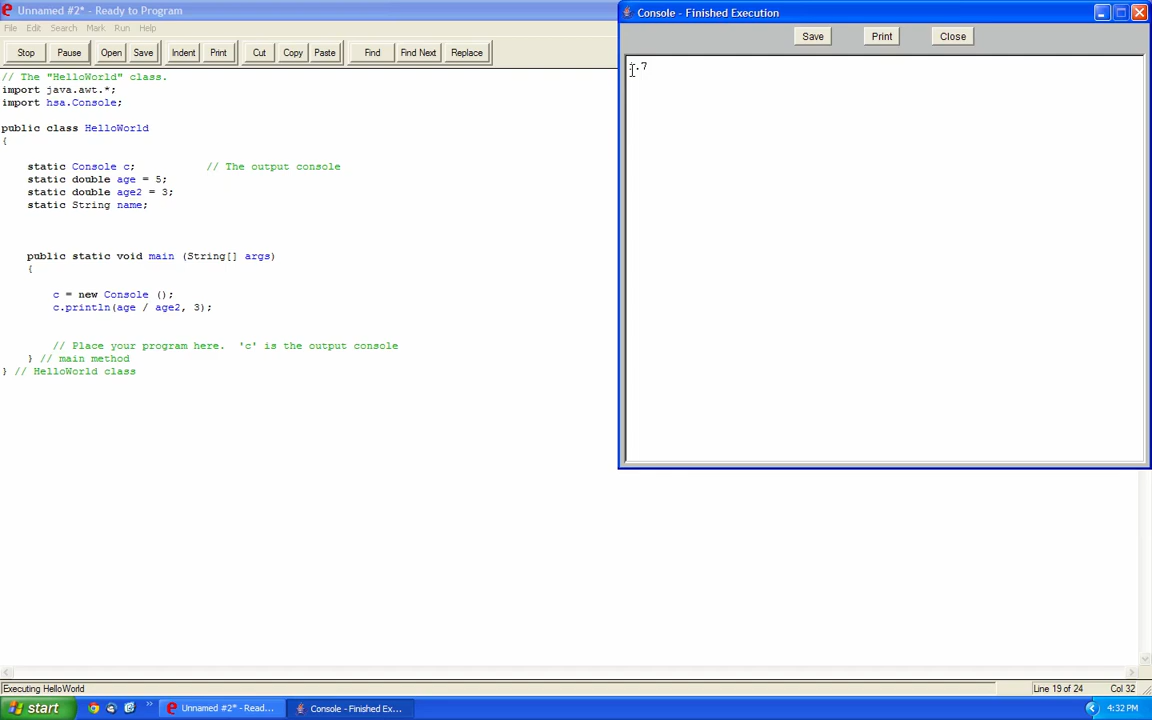 Unnamed #2* - Ready to Program
File Edit Search Mark Run Help
Stop Pause Open Save Indent Print Cut Copy Paste Find Find Next Replace
// The "HelloWorld" class.
import java.awt.*;
import hsa.Console;
public class HelloWorld
{
static Console c; // The output console
static double age = 5;
static double age2 = 3;
static String name;
public static void main (String[] args)
{
c = new Console ();
c.println(age / age2, 3);
// Place your program here. 'c' is the output console
} // main method
} // HelloWorld class
Console - Finished Execution
Save Print Close
.7
Executing HelloWorld
Line 19 of 24 Col 32
start
Unnamed #2* - Read...
Console - Finished Ex...
4:32 PM